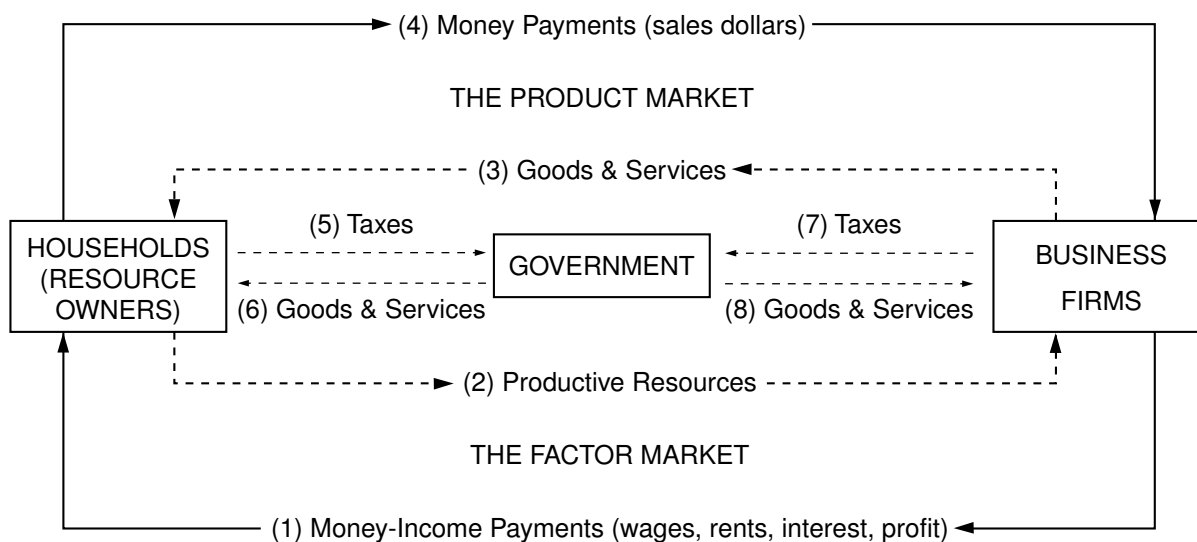 (4) Money Payments (sales dollars)
THE PRODUCT MARKET
(3) Goods & Services
(5) Taxes
(7) Taxes
HOUSEHOLDS
(RESOURCE
OWNERS)
GOVERNMENT
BUSINESS
FIRMS
(6) Goods & Services
(8) Goods & Services
(2) Productive Resources
THE FACTOR MARKET
(1) Money-Income Payments (wages, rents, interest, profit)